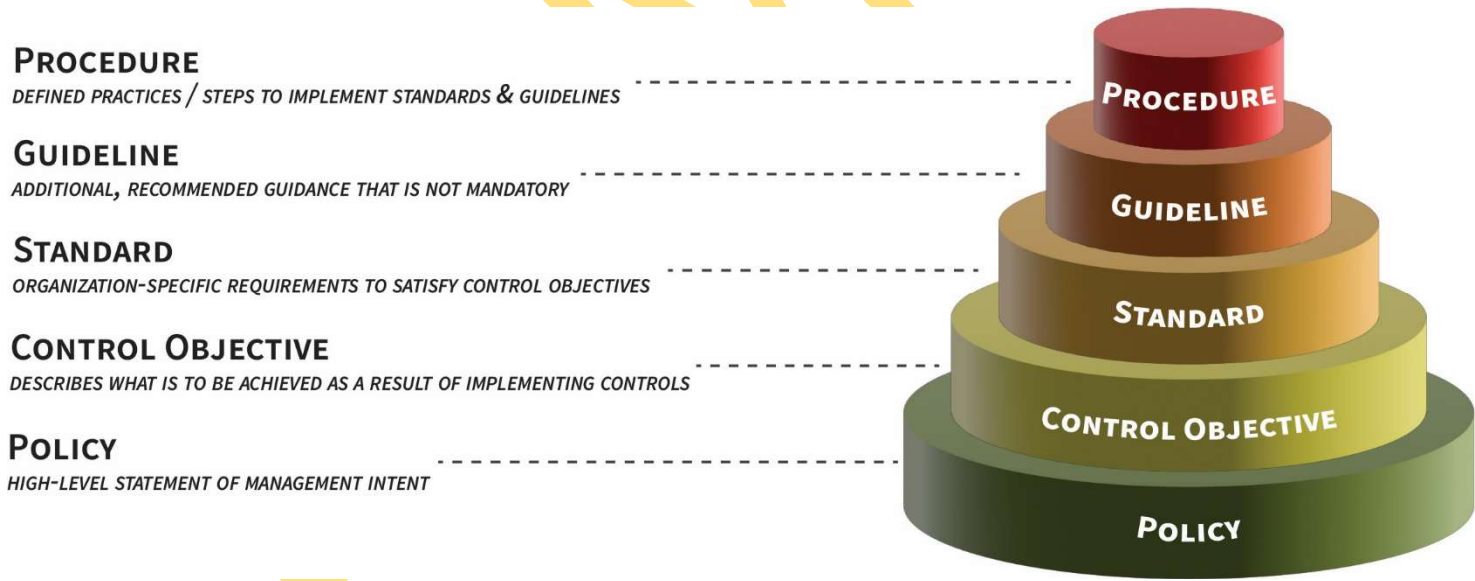 PROCEDURE
DEFINED PRACTICES / STEPS TO IMPLEMENT STANDARDS & GUIDELINES
GUIDELINE
ADDITIONAL, RECOMMENDED GUIDANCE THAT IS NOT MANDATORY
STANDARD
ORGANIZATION-SPECIFIC REQUIREMENTS TO SATISFY CONTROL OBJECTIVES
CONTROL OBJECTIVE
DESCRIBES WHAT IS TO BE ACHIEVED AS A RESULT OF IMPLEMENTING CONTROLS
POLICY
HIGH-LEVEL STATEMENT OF MANAGEMENT INTENT
PROCEDURE
GUIDELINE
STANDARD
CONTROL OBJECTIVE
POLICY